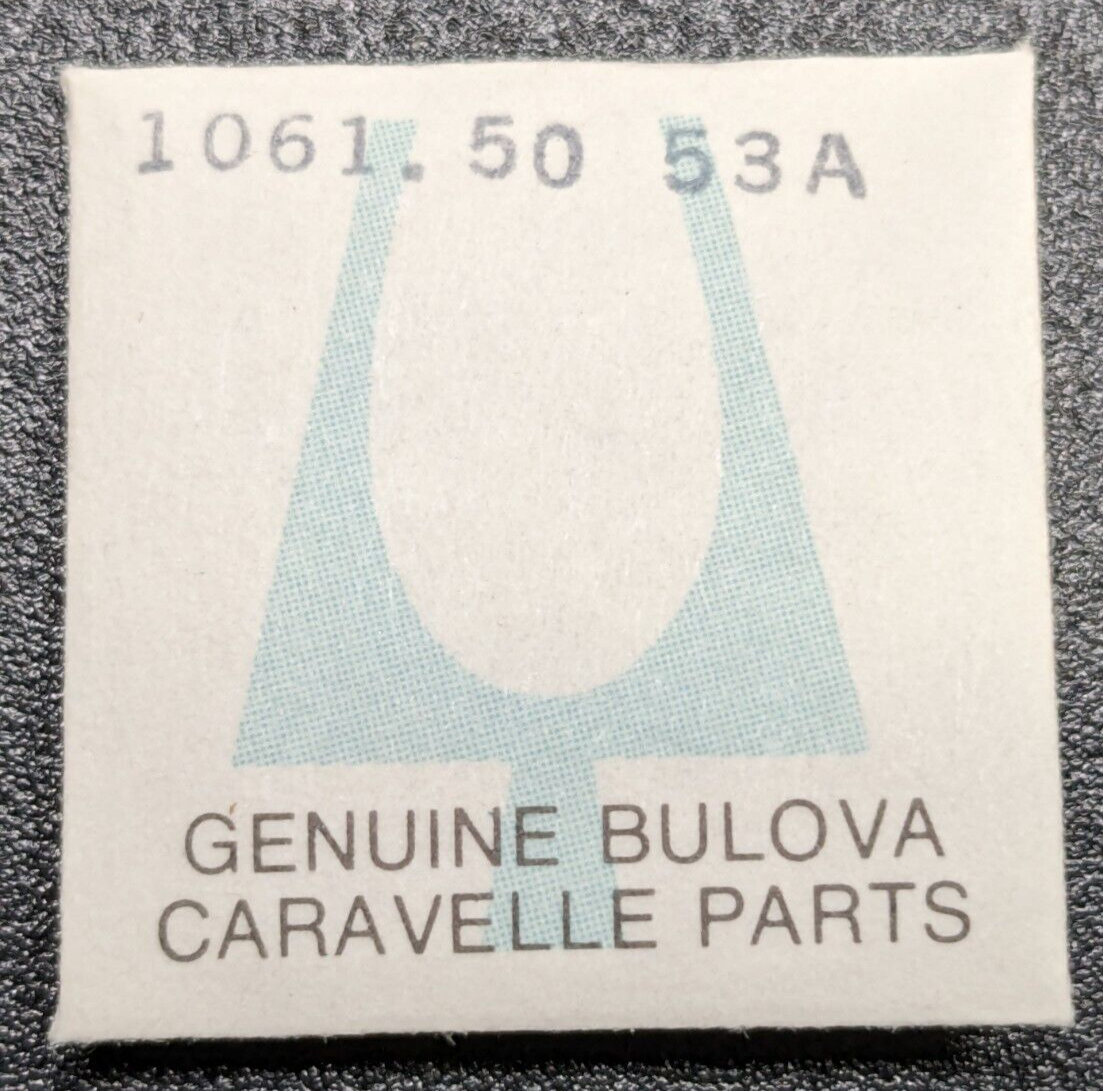 1061.50 53A
GENUINE BULOVA
CARAVELLE PARTS